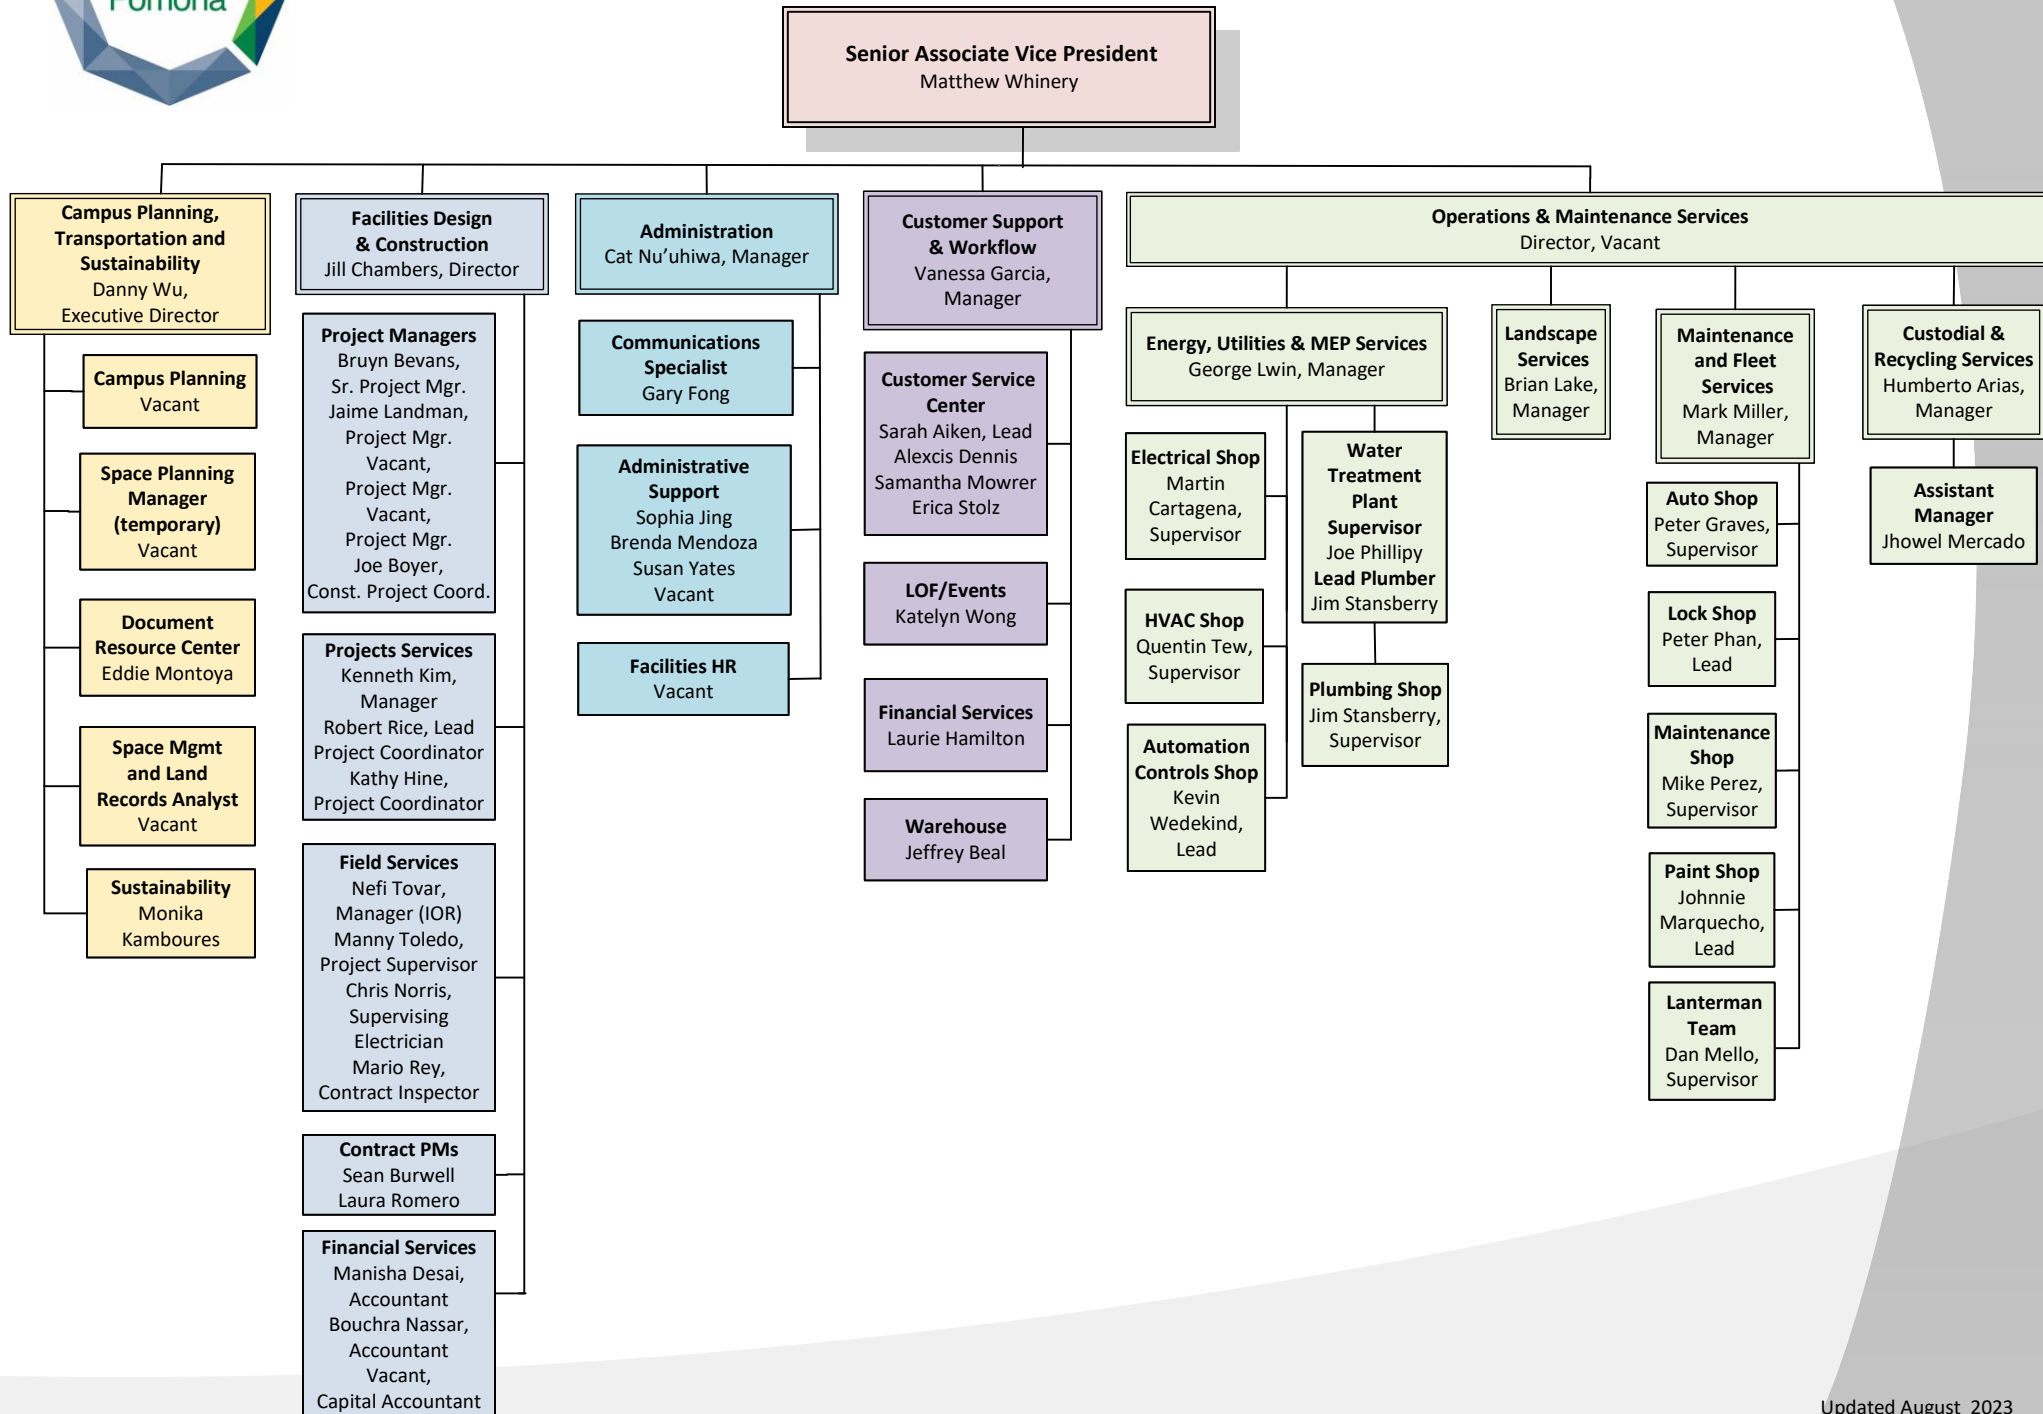 Pomona
Senior Associate Vice President
Matthew Whinery
Campus Planning,
Transportation and
Sustainability
Danny Wu,
Executive Director
Campus Planning
Vacant
Space Planning
Manager
(temporary)
Vacant
Document
Resource Center
Eddie Montoya
Space Mgmt
and Land
Records Analyst
Vacant
Sustainability
Monika
Kamboures
Facilities Design
& Construction
Jill Chambers, Director
Project Managers
Bruyn Bevans,
Sr. Project Mgr.
Jaime Landman,
Project Mgr.
Vacant,
Project Mgr.
Vacant,
Project Mgr.
Joe Boyer,
Const. Project Coord.
Projects Services
Kenneth Kim,
Manager
Robert Rice, Lead
Project Coordinator
Kathy Hine,
Project Coordinator
Field Services
Nefi Tovar,
Manager (IOR)
Manny Toledo,
Project Supervisor
Chris Norris,
Supervising
Electrician
Mario Rey,
Contract Inspector
Contract PMs
Sean Burwell
Laura Romero
Financial Services
Manisha Desai,
Accountant
Bouchra Nassar,
Accountant
Vacant,
Capital Accountant
Administration
Cat Nu’uhiwa, Manager
Communications
Specialist
Gary Fong
Administrative
Support
Sophia Jing
Brenda Mendoza
Susan Yates
Vacant
Facilities HR
Vacant
Customer Support
& Workflow
Vanessa Garcia,
Manager
Customer Service
Center
Sarah Aiken, Lead
Alexcis Dennis
Samantha Mowrer
Erica Stolz
LOF/Events
Katelyn Wong
Financial Services
Laurie Hamilton
Warehouse
Jeffrey Beal
Operations & Maintenance Services
Director, Vacant
Energy, Utilities & MEP Services
George Lwin, Manager
Electrical Shop
Martin
Cartagena,
Supervisor
HVAC Shop
Quentin Tew,
Supervisor
Automation
Controls Shop
Kevin
Wedekind,
Lead
Water
Treatment
Plant
Supervisor
Joe Phillipy
Lead Plumber
Jim Stansberry
Plumbing Shop
Jim Stansberry,
Supervisor
Landscape
Services
Brian Lake,
Manager
Maintenance
and Fleet
Services
Mark Miller,
Manager
Auto Shop
Peter Graves,
Supervisor
Lock Shop
Peter Phan,
Lead
Maintenance
Shop
Mike Perez,
Supervisor
Paint Shop
Johnnie
Marquecho,
Lead
Lanterman
Team
Dan Mello,
Supervisor
Custodial &
Recycling Services
Humberto Arias,
Manager
Assistant
Manager
Jhowel Mercado
Updated August  2023